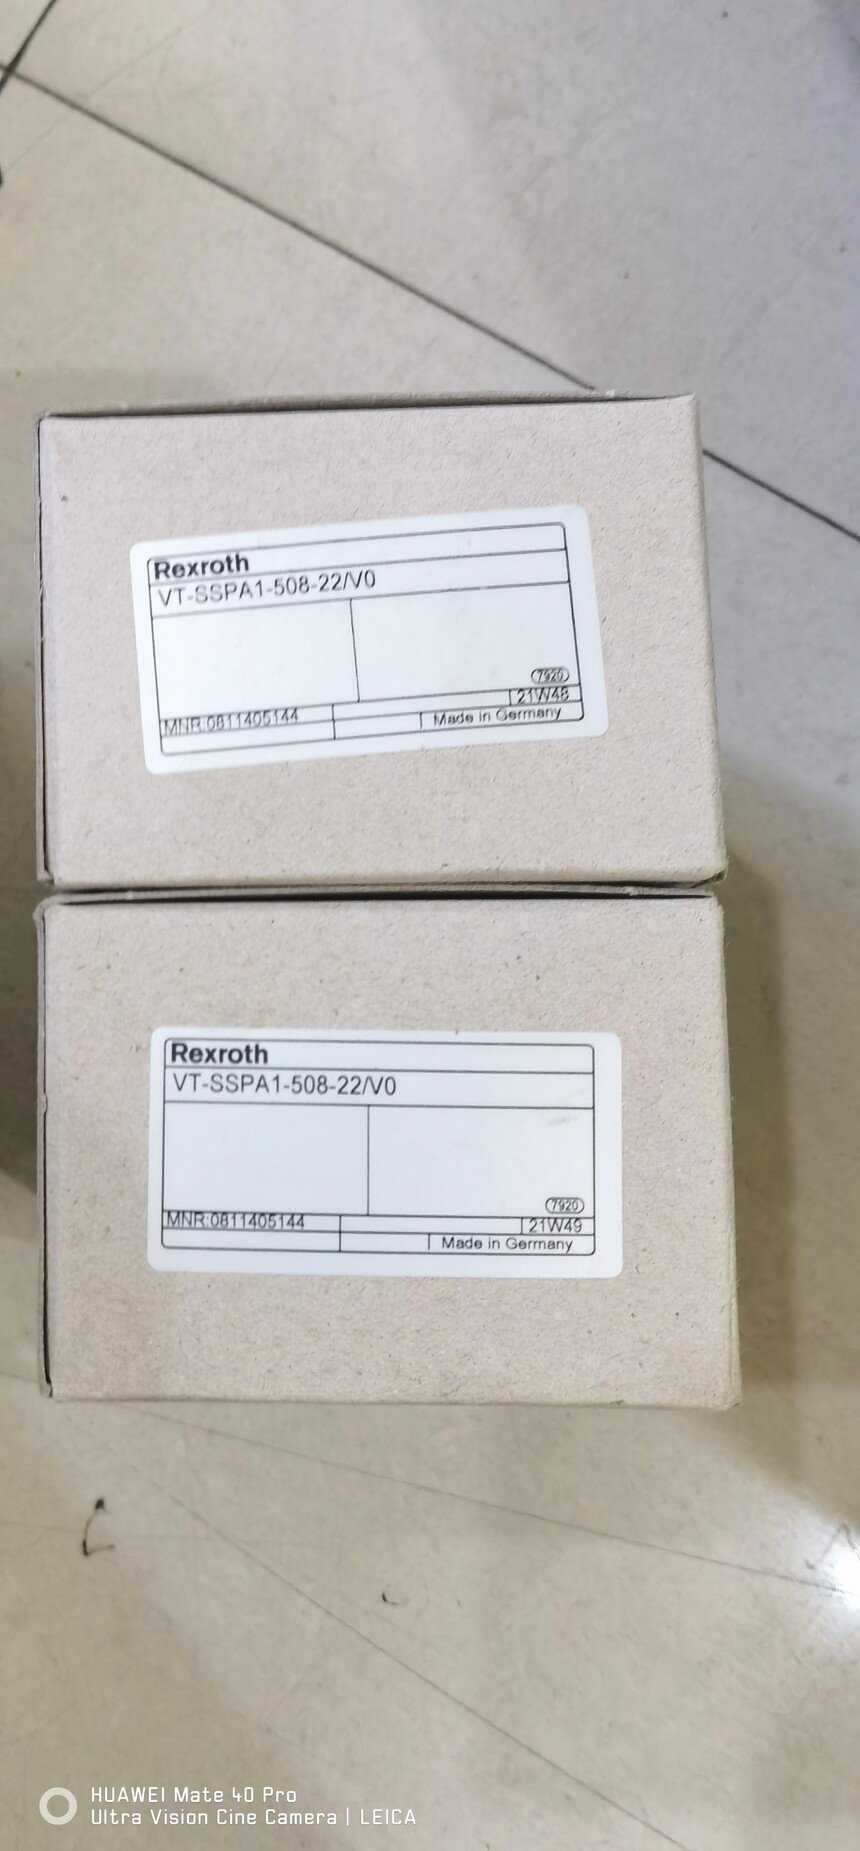 Rexroth
VT-SSPA1-508-22/V0
7920
21W48
MNR:0811405144
Made in Germany
Rexroth
VT-SSPA1-508-22/V0
7920
MNR:0811405144
21W49
Made in Germany
HUAWEI Mate 40 Pro
Ultra Vision Cine Camera | LEICA